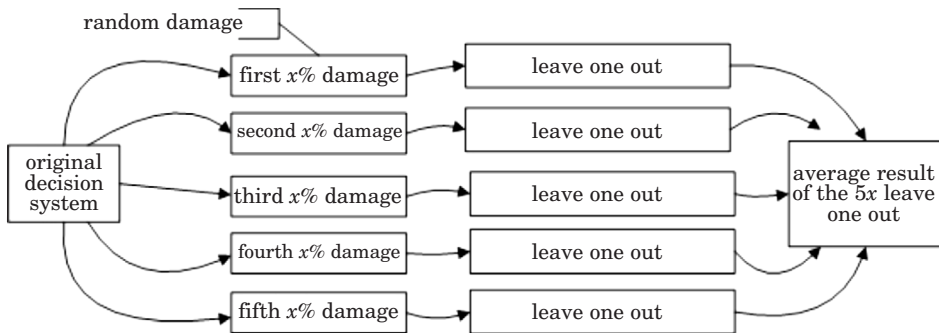 random damage
first x% damage
leave one out
second x% damage
leave one out
original
decision
system
third x% damage
leave one out
average result
of the 5x leave
one out
fourth x% damage
leave one out
fifth x% damage
leave one out